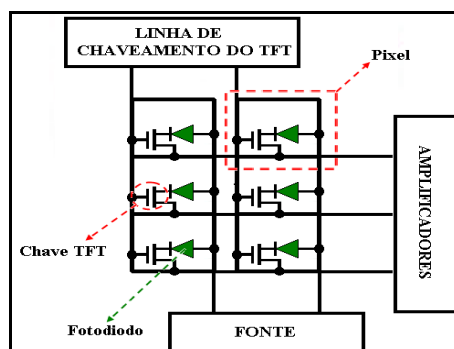 LINHA DE
CHAVEAMENTO DO TFT
Pixel
AMPLIFICADORES
Chave TFT
Fotodiodo
FONTE